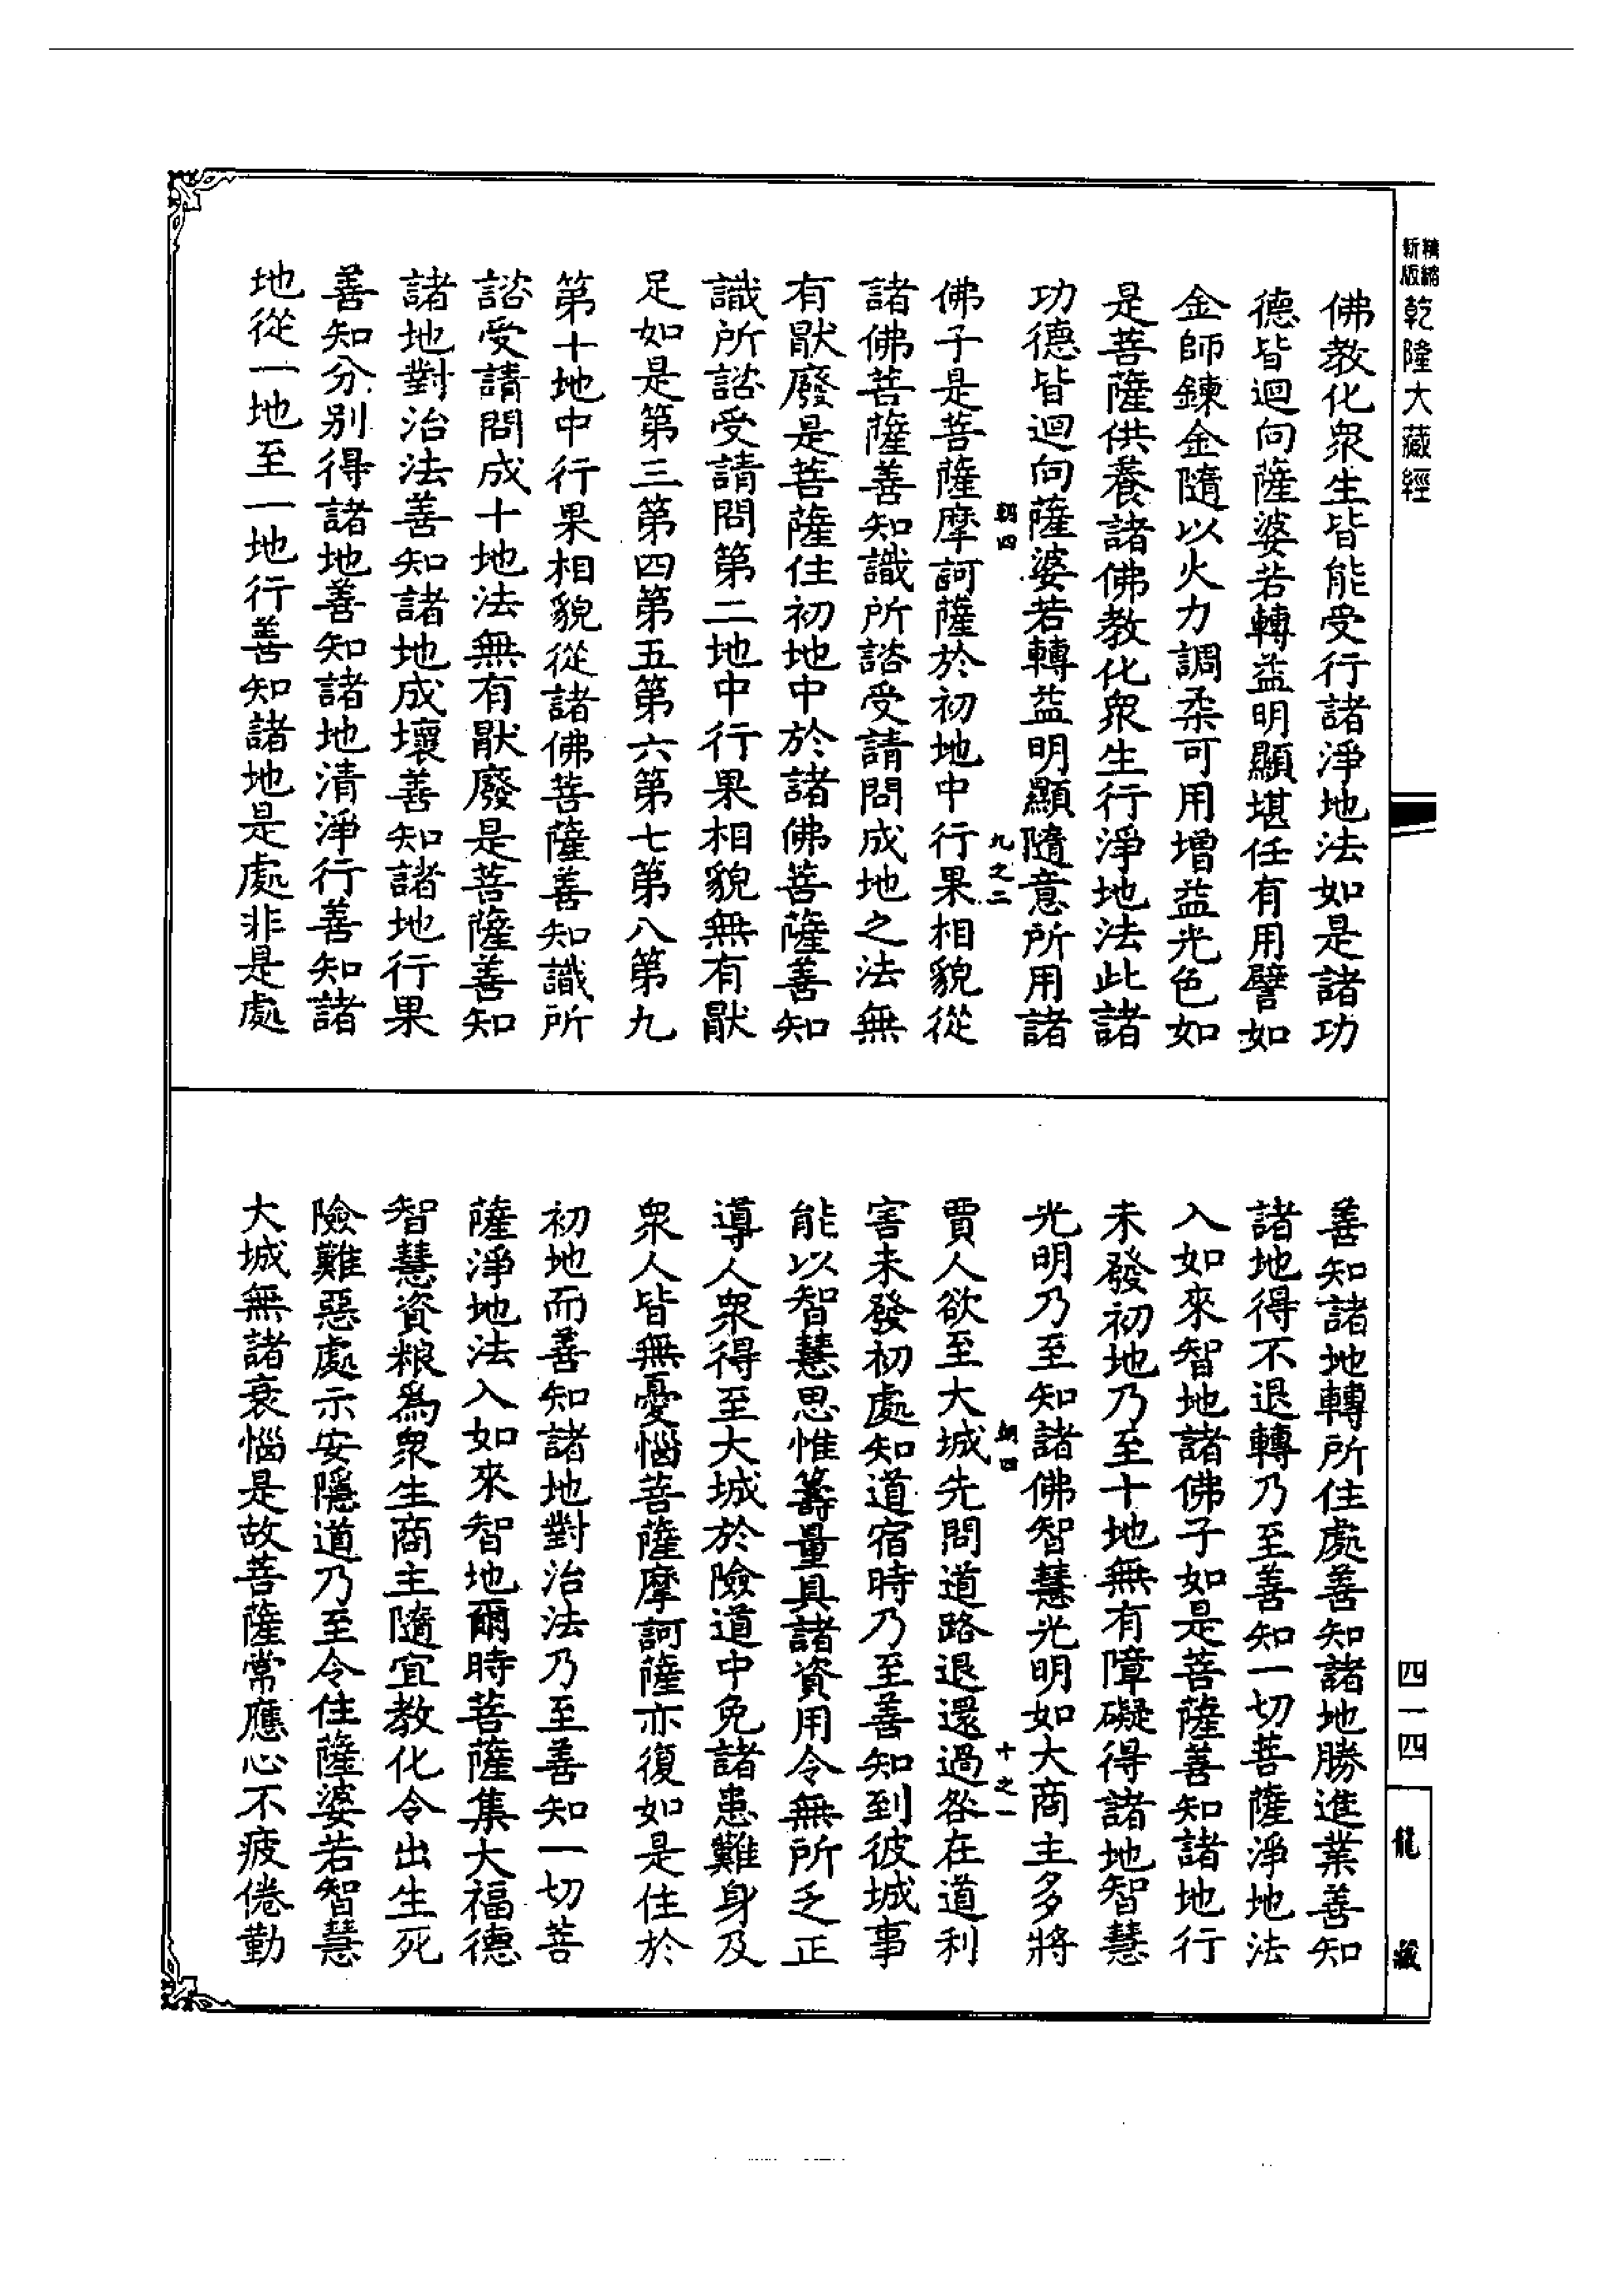 精縮新版乾隆大藏經
佛教化衆生皆能受行諸淨地法如是諸功
德皆迴向薩婆若轉益明顯堪任有用譬如
金師鍊金隨以火力調柔可用增益光色如
是菩薩供養諸佛教化衆生行淨地法此諸
功德皆迴向薩婆若轉益明顯隨意所用諸
朝四 九之二
佛子是菩薩摩訶薩於初地中行果相貌從
諸佛菩薩善知識所諮受請問成地之法無
有厭廢是菩薩住初地中於諸佛菩薩善知
識所諮受請問第二地中行果相貌無有厭
足如是第三第四第五第六第七第八第九
第十地中行果相貌從諸佛菩薩善知識所
諮受請問成十地法無有厭廢是菩薩善知
諸地對治法善知諸地成壞善知諸地行果
善知分別得諸地善知諸地清淨行善知諸
地從一地至一地行善知諸地是處非是處
善知諸地轉所住處善知諸地勝進業善知
諸地得不退轉乃至善知一切菩薩淨地法
入如來智地諸佛子如是菩薩善知諸地行
未發初地乃至十地無有障礙得諸地智慧
光明乃至知諸佛智慧光明如大商主多將
朝四 十之一
賈人欲至大城先問道路退還過咎在道利
害未發初處知道宿時乃至善知到彼城事
能以智慧思惟籌量具諸資用令無所乏正
導人衆得至大城於險道中免諸患難身及
衆人皆無憂惱菩薩摩訶薩亦復如是住於
初地而善知諸地對治法乃至善知一切菩
薩淨地法入如來智地爾時菩薩集大福德
智慧資粮爲衆生商主隨宜教化令出生死
險難惡處示安隱道乃至令住薩婆若智慧
大城無諸衰惱是故菩薩常應心不疲倦勤
四一四
龍藏